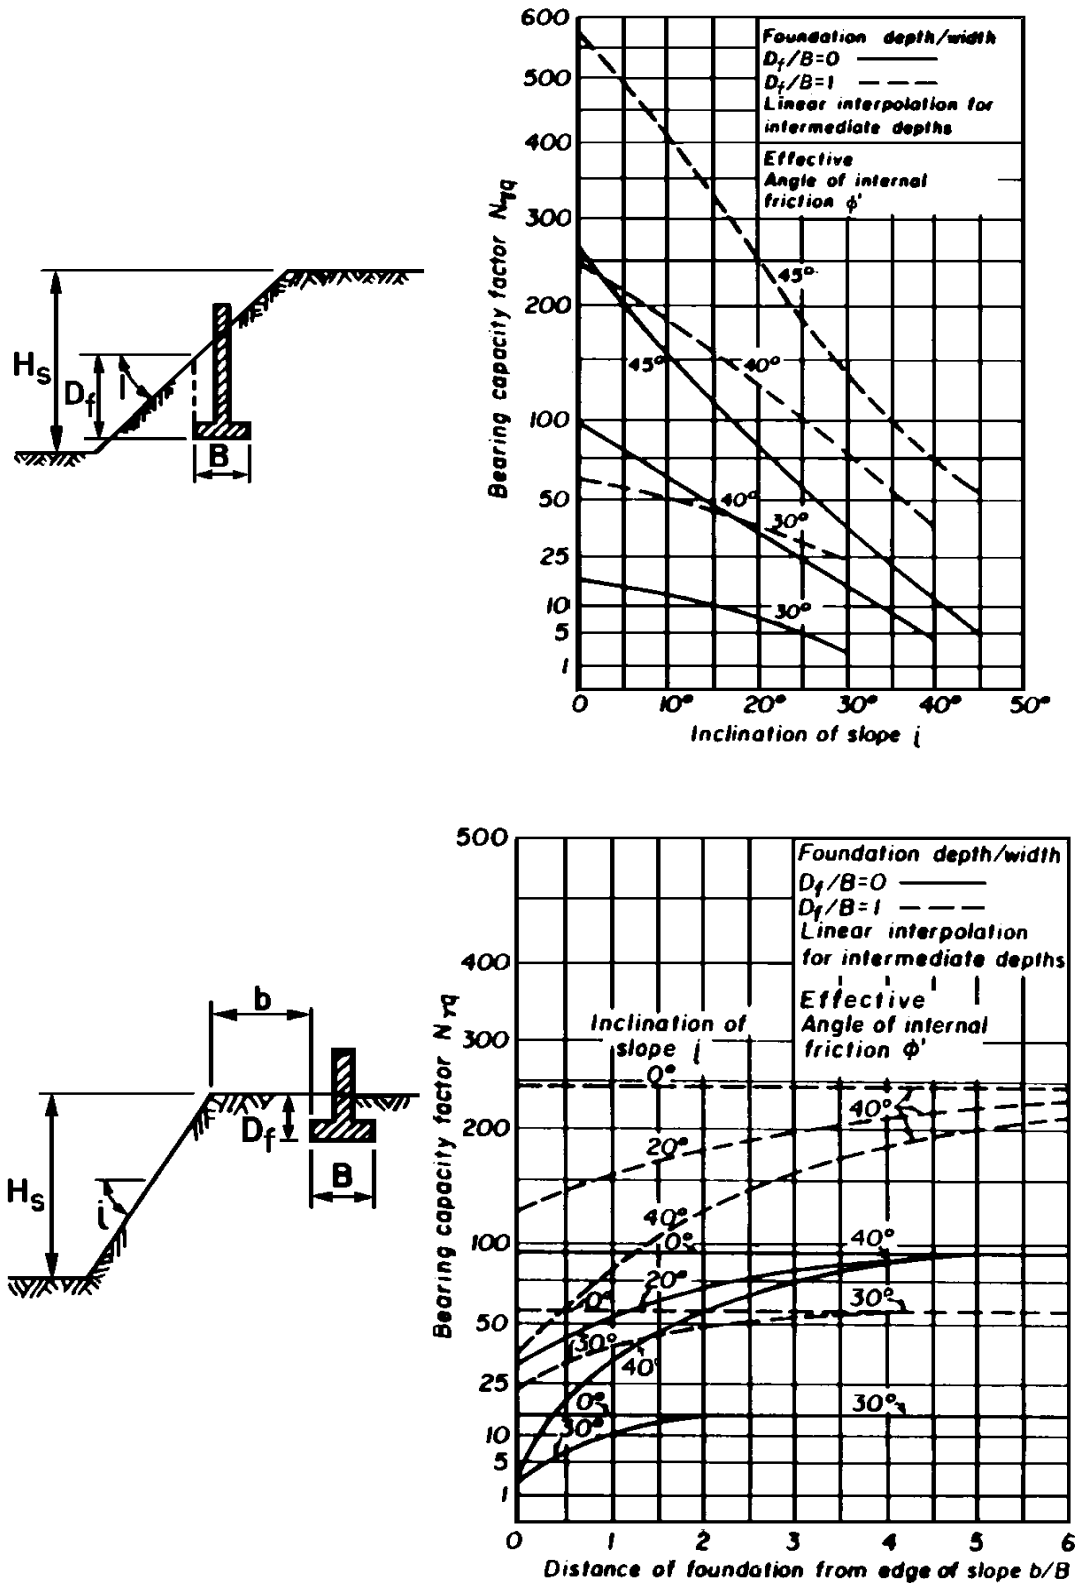 600
500
400
300
200
100
50
25
10
5
1
Bearing capacity factor Nγq
Foundation depth/width
Df/B=0
Df/B=1
Linear interpolation for
intermediate depths
Effective
Angle of internal
friction ϕ'
45°
45°
40°
40°
30°
30°
0 10° 20° 30° 40° 50°
Inclination of slope i
Hs
Df
i
B
500
400
300
200
100
50
25
10
5
1
Bearing capacity factor Nγq
Foundation depth/width
Df/B=0
Df/B=1
Linear interpolation
for intermediate depths
Effective
Angle of internal
friction ϕ'
Inclination of
slope i
0°
40°
20°
40°
0°
40°
20°
0°
30°
30°
40°
0°
30°
30°
0 1 2 3 4 5 6
Distance of foundation from edge of slope b/B
b
Df
Hs
B
i